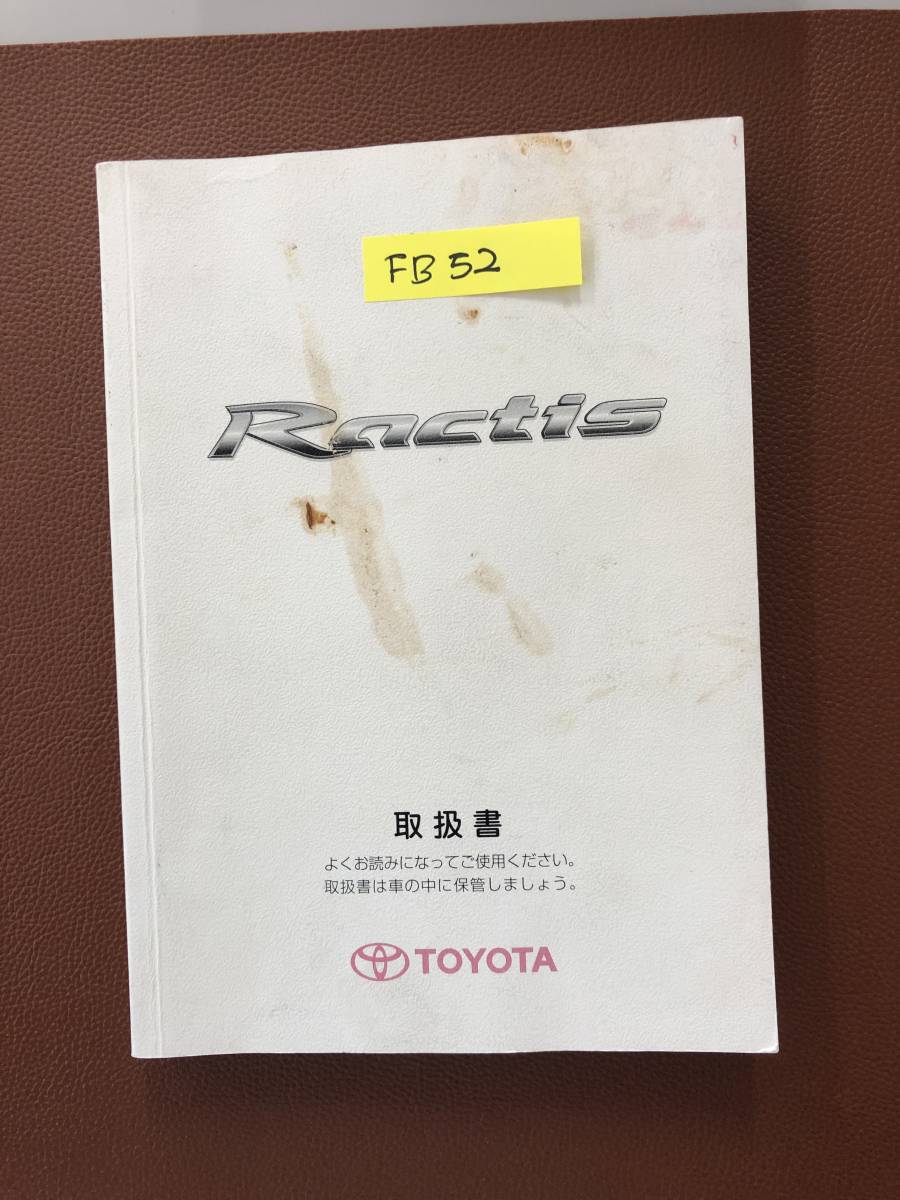 FB 52
Ractis
取扱書
よくお読みになってご使用ください。
取扱書は車の中に保管しましょう。
TOYOTA